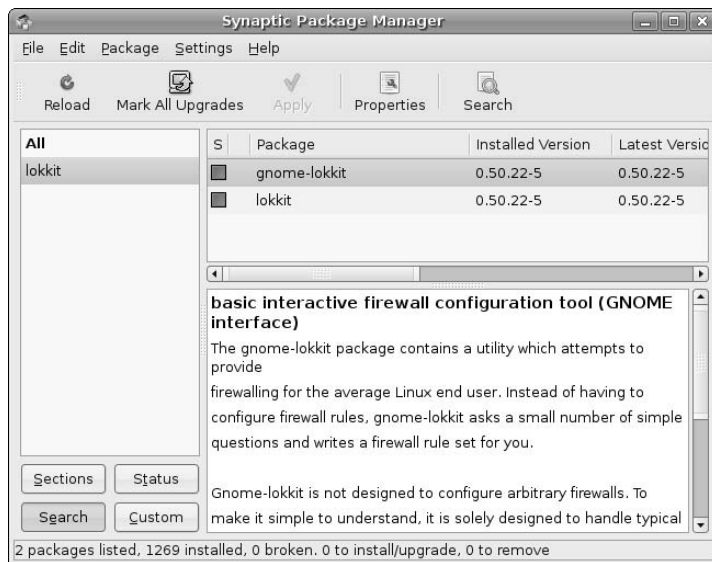 Synaptic Package Manager
File Edit Package Settings Help
Reload Mark All Upgrades Apply Properties Search
All
lokkit
S Package Installed Version Latest Versio
gnome-lokkit 0.50.22-5 0.50.22-5
lokkit 0.50.22-5 0.50.22-5
basic interactive firewall configuration tool (GNOME
interface)
The gnome-lokkit package contains a utility which attempts to
provide
firewalling for the average Linux end user. Instead of having to
configure firewall rules, gnome-lokkit asks a small number of simple
questions and writes a firewall rule set for you.
Gnome-lokkit is not designed to configure arbitrary firewalls. To
make it simple to understand, it is solely designed to handle typical
Sections Status
Search Custom
2 packages listed, 1269 installed, 0 broken. 0 to install/upgrade, 0 to remove